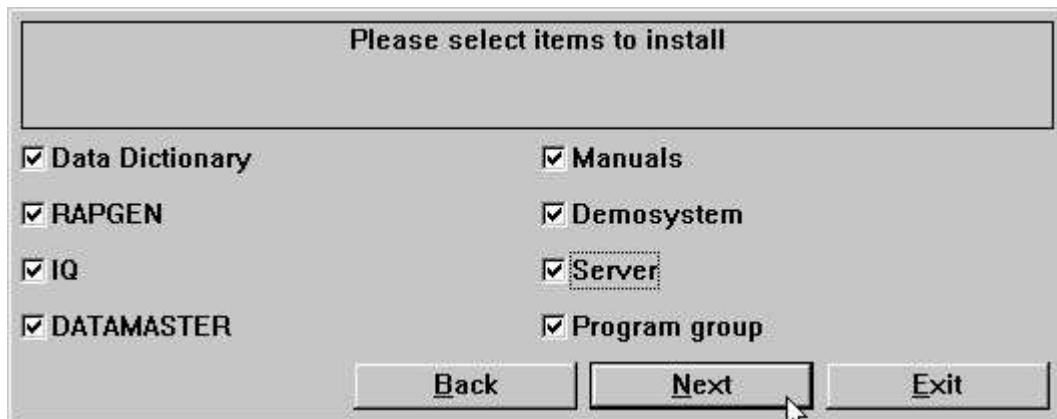 Please select items to install
Data Dictionary Manuals
RAPGEN Demosystem
IQ Server
DATAMASTER Program group
Back Next Exit